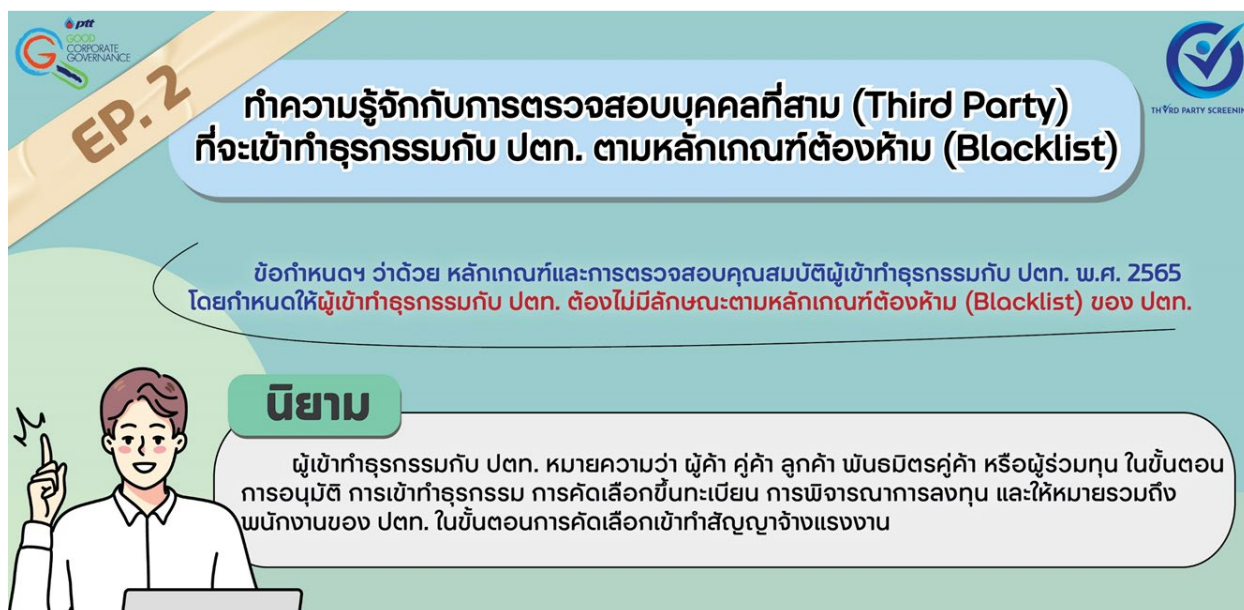 ptt
GOOD
CORPORATE
GOVERNANCE
EP. 2
THIRD PARTY SCREENIN
ทำความรู้จักกับการตรวจสอบบุคคลที่สาม (Third Party)
ที่จะเข้าทำธุรกรรมกับ ปตท. ตามหลักเกณฑ์ต้องห้าม (Blacklist)
ข้อกำหนดฯ ว่าด้วย หลักเกณฑ์และการตรวจสอบคุณสมบัติผู้เข้าทำธุรกรรมกับ ปตท. พ.ศ. 2565
โดยกำหนดให้ผู้เข้าทำธุรกรรมกับ ปตท. ต้องไม่มีลักษณะตามหลักเกณฑ์ต้องห้าม (Blacklist) ของ ปตท.
นิยาม
ผู้เข้าทำธุรกรรมกับ ปตท. หมายความว่า ผู้ค้า คู่ค้า ลูกค้า พันธมิตรคู่ค้า หรือผู้ร่วมทุน ในขั้นตอน
การอนุมัติ การเข้าทำธุรกรรม การคัดเลือกขึ้นทะเบียน การพิจารณาการลงทุน และให้หมายรวมถึง
พนักงานของ ปตท. ในขั้นตอนการคัดเลือกเข้าทำสัญญาจ้างแรงงาน